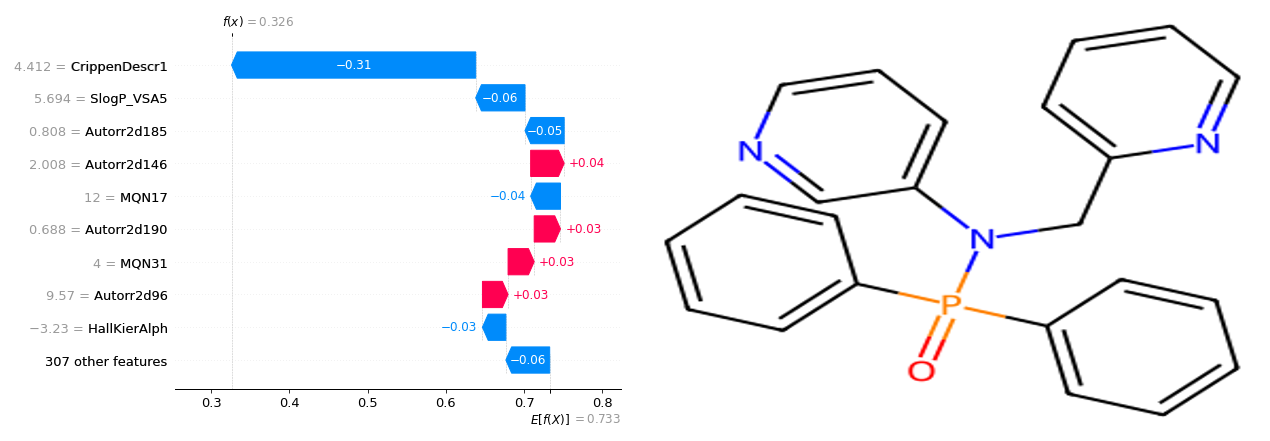 f(x) = 0.326
4.412 = CrippenDescr1
−0.31
5.694 = SlogP_VSA5
−0.06
0.808 = Autorr2d185
−0.05
2.008 = Autorr2d146
+0.04
12 = MQN17
−0.04
0.688 = Autorr2d190
+0.03
4 = MQN31
+0.03
9.57 = Autorr2d96
+0.03
−3.23 = HallKierAlph
−0.03
307 other features
−0.06
0.3 0.4 0.5 0.6 0.7 0.8
E[f(X)] = 0.733
N
N
N
P
O